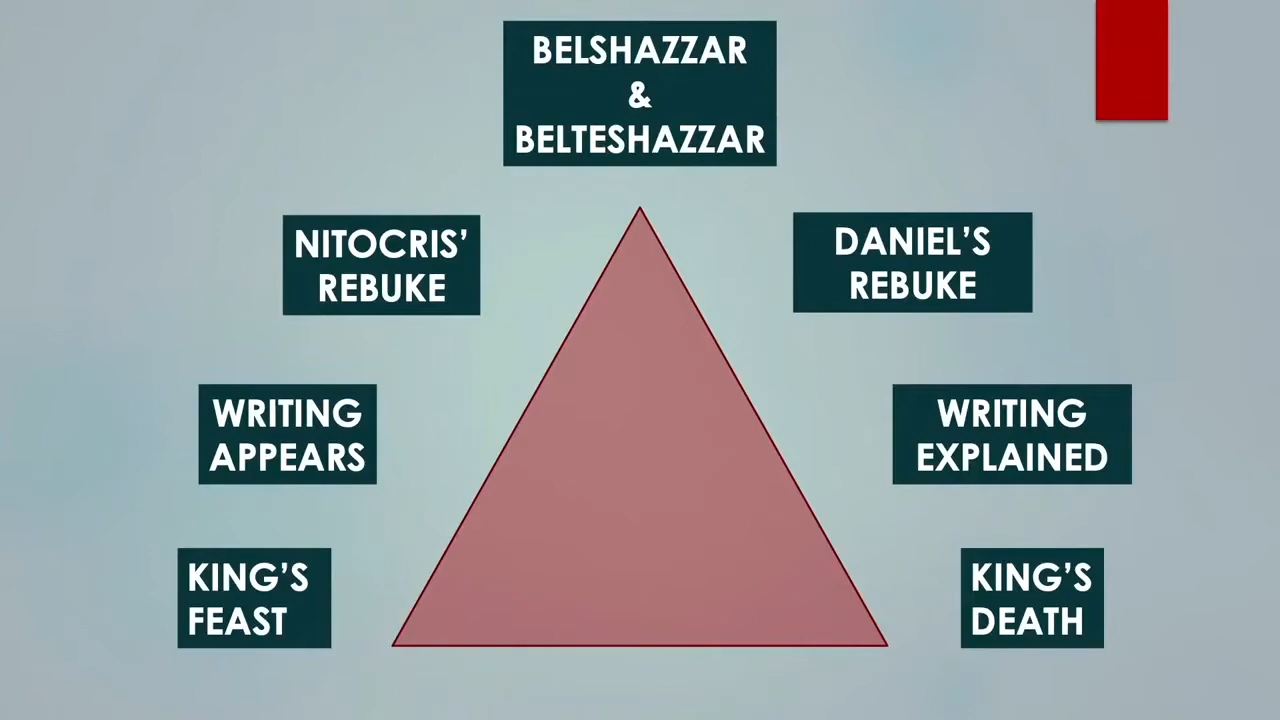 BELSHAZZAR
&
BELTESHAZZAR
NITOCRIS’
REBUKE
DANIEL’S
REBUKE
WRITING
APPEARS
WRITING
EXPLAINED
KING’S
FEAST
KING’S
DEATH